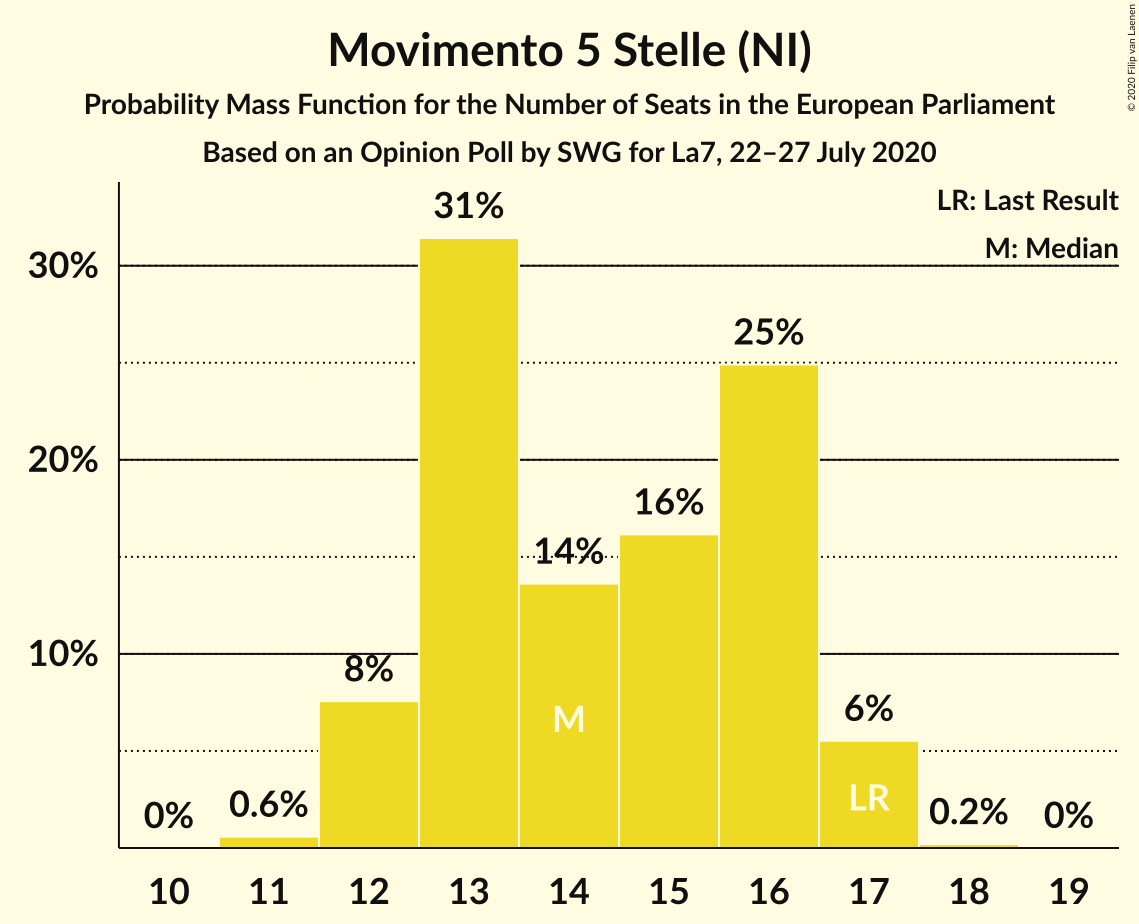 Movimento 5 Stelle (NI)
Probability Mass Function for the Number of Seats in the European Parliament
Based on an Opinion Poll by SWG for La7, 22–27 July 2020
© 2020 Filip van Laenen
LR: Last Result
M: Median
30%
20%
10%
0%
0.6%
8%
31%
14%
16%
25%
6%
0.2%
0%
M
LR
10 11 12 13 14 15 16 17 18 19